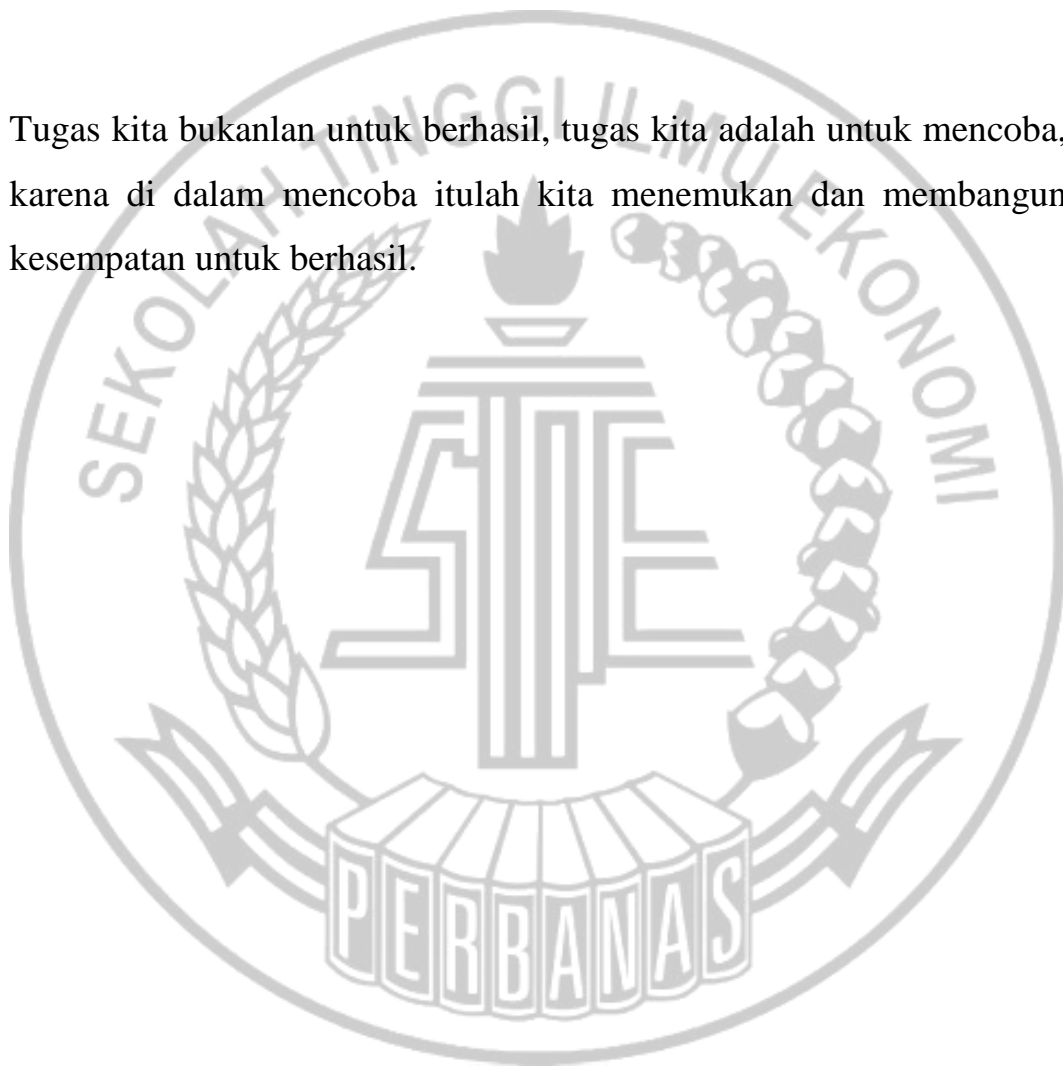 SEKOLAH TINGGI ILMU EKONOMI
Tugas kita bukanlan untuk berhasil, tugas kita adalah untuk mencoba,
karena di dalam mencoba itulah kita menemukan dan membangun
kesempatan untuk berhasil.
STIE
PERBANAS